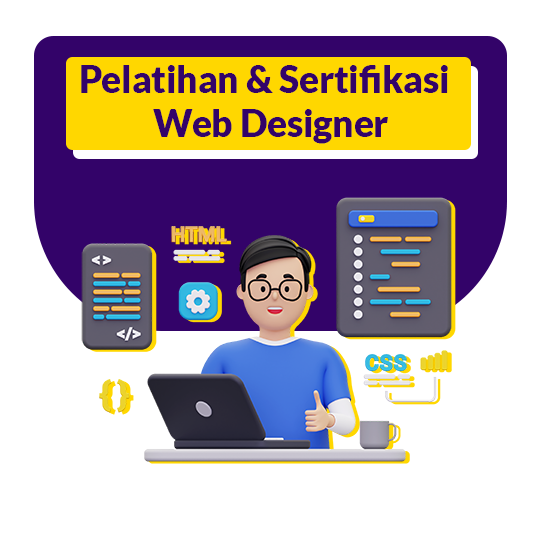 Pelatihan & Sertifikasi
Web Designer
HTML
< >
</>
CSS
{ }